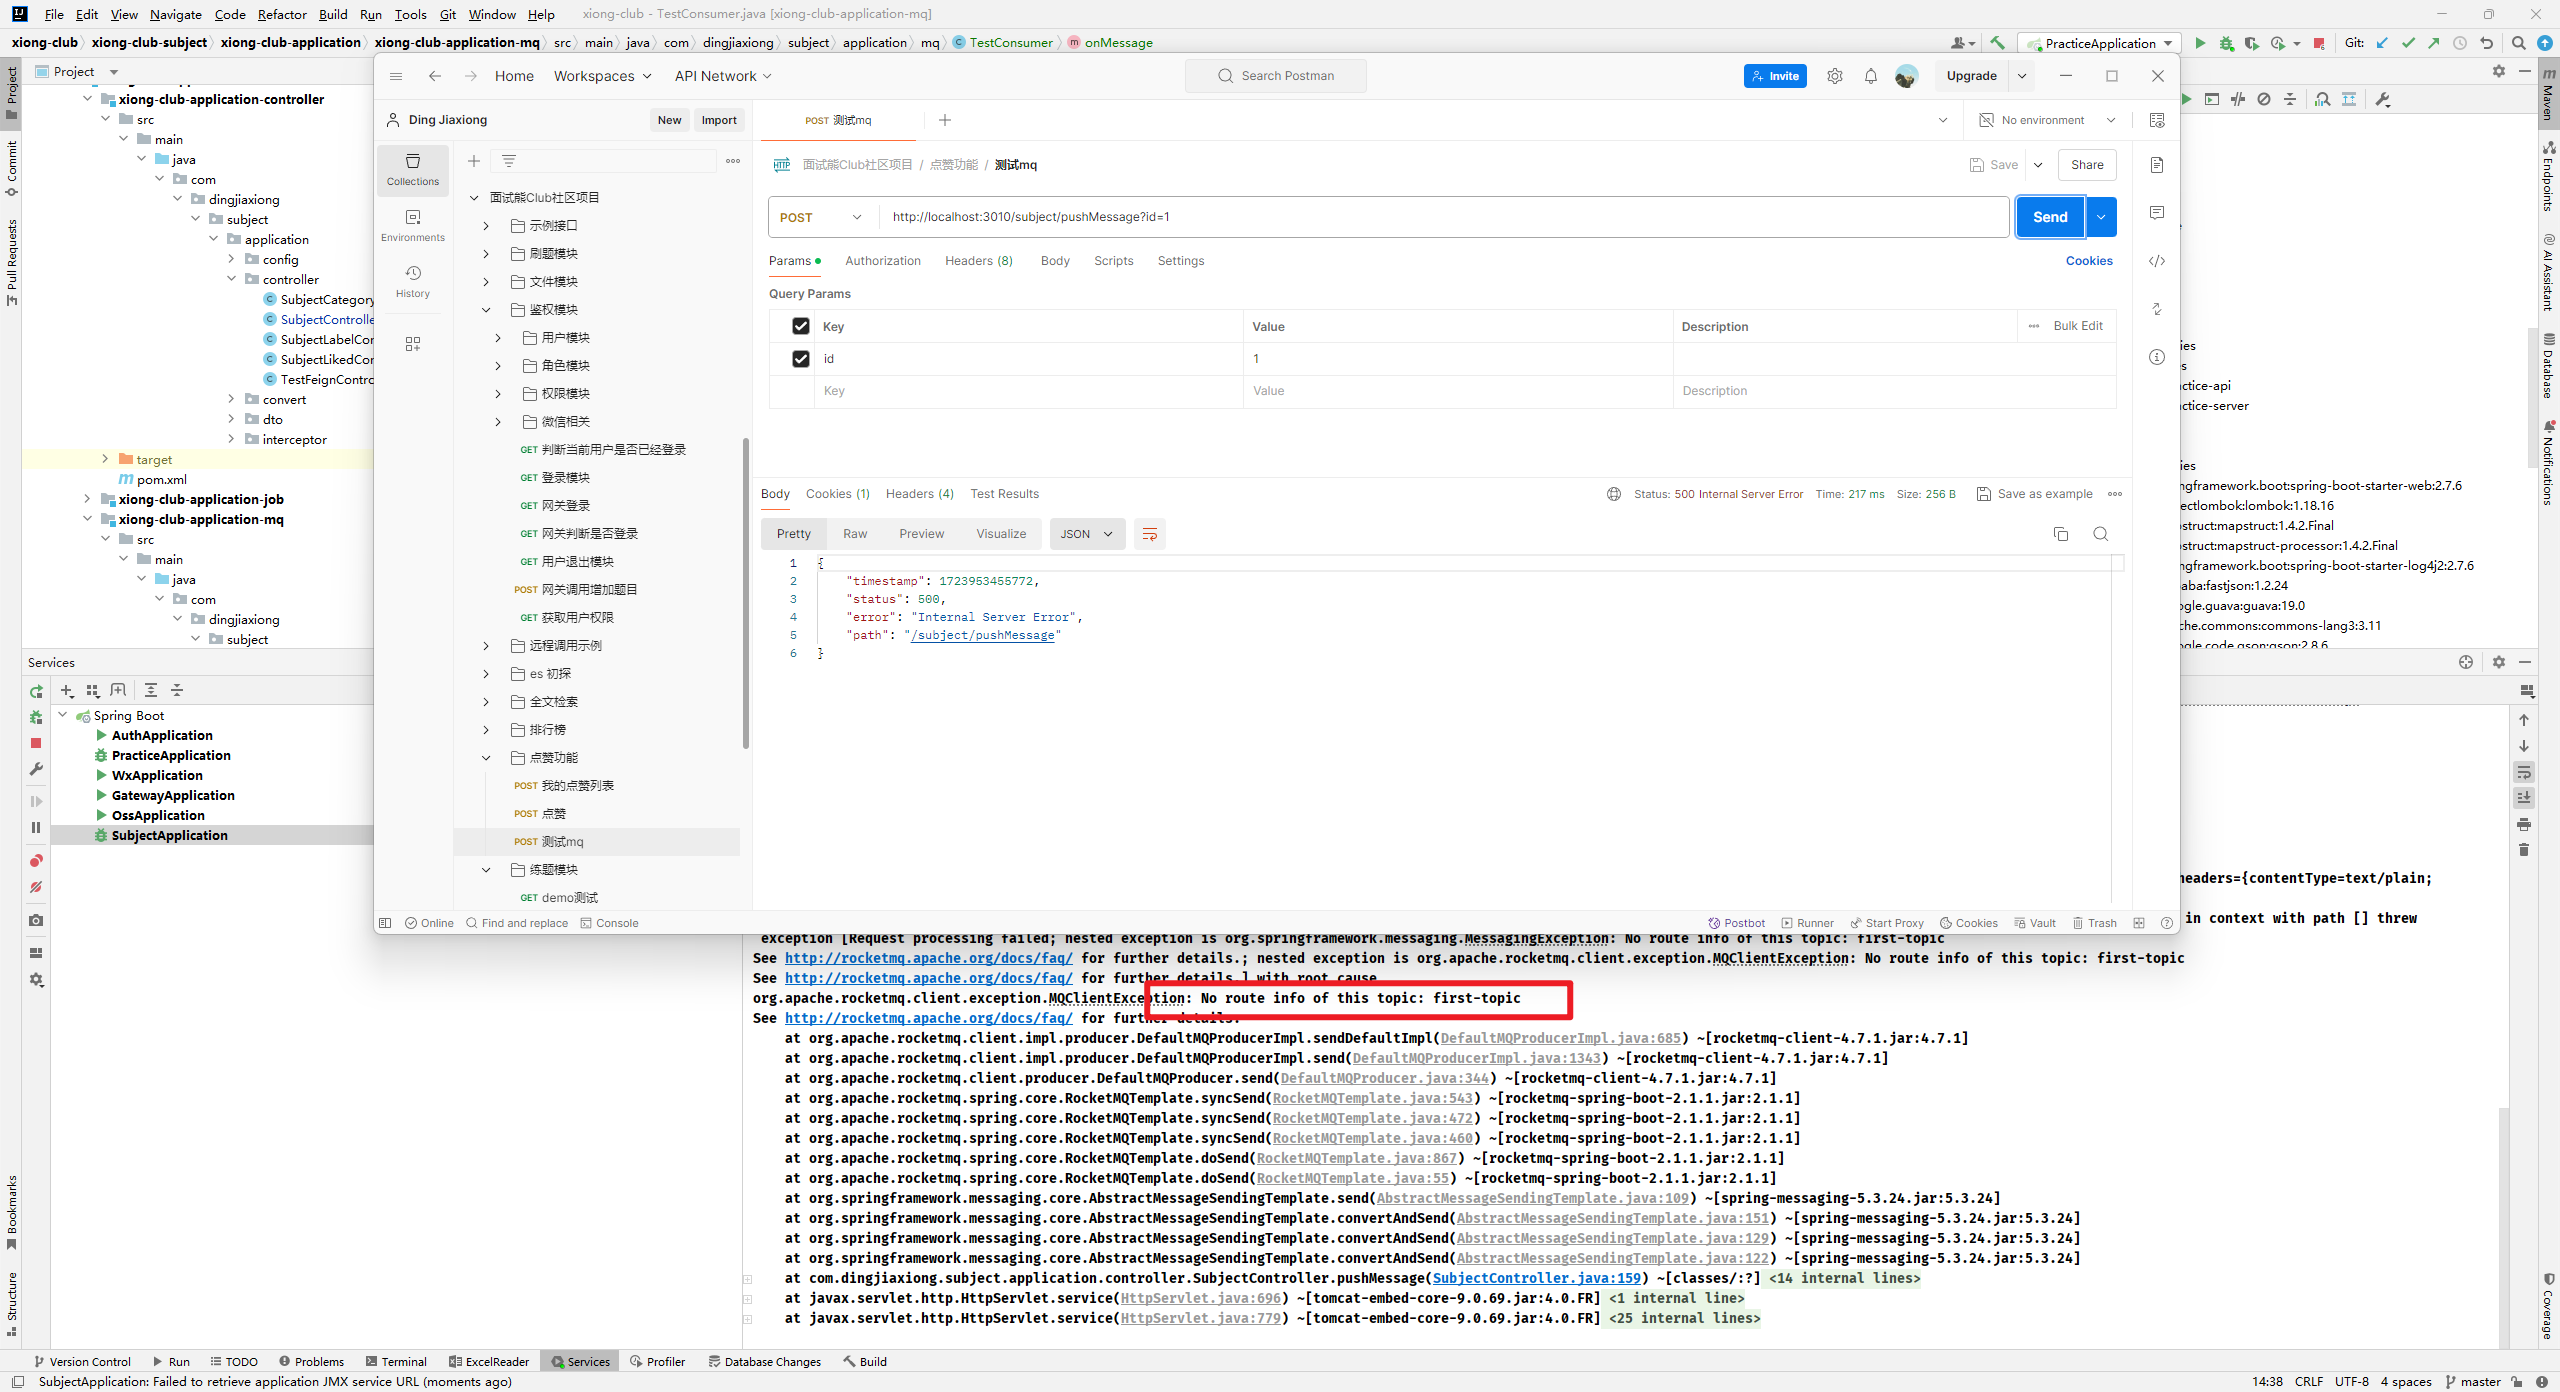 File Edit View Navigate Code Refactor Build Run Tools Git Window Help xiong-club - TestConsumer.java [xiong-club-application-mq]
xiong-club xiong-club-subject xiong-club-application xiong-club-application-mq src main java com dingjiaxiong subject application mq TestConsumer onMessage PracticeApplication Git:
Project
xiong-club-application-controller
src
main
java
com
dingjiaxiong
subject
application
config
controller
SubjectCategory
SubjectControlle
SubjectLabelCor
SubjectLikedCor
TestFeignContro
convert
dto
interceptor
target
pom.xml
xiong-club-application-job
xiong-club-application-mq
src
main
java
com
dingjiaxiong
subject
Project
Commit
Pull Requests
Bookmarks
Structure
Home Workspaces API Network Search Postman Invite Upgrade
Ding Jiaxiong New Import
POST 测试mq No environment
Collections
Environments
History
面试熊Club社区项目
示例接口
刷题模块
文件模块
鉴权模块
用户模块
角色模块
权限模块
微信相关
GET 判断当前用户是否已经登录
GET 登录模块
GET 网关登录
GET 网关判断是否登录
GET 用户退出模块
POST 网关调用增加题目
GET 获取用户权限
远程调用示例
es 初探
全文检索
排行榜
点赞功能
POST 我的点赞列表
POST 点赞
POST 测试mq
练题模块
GET demo测试
HTTP 面试熊Club社区项目 / 点赞功能 / 测试mq Save Share
POST http://localhost:3010/subject/pushMessage?id=1 Send
Params Authorization Headers (8) Body Scripts Settings Cookies
Query Params
Key Value Description Bulk Edit
id 1
Key Value Description
Body Cookies (1) Headers (4) Test Results Status: 500 Internal Server Error Time: 217 ms Size: 256 B Save as example
Pretty Raw Preview Visualize JSON
1 {
2 "timestamp": 1723953455772,
3 "status": 500,
4 "error": "Internal Server Error",
5 "path": "/subject/pushMessage"
6 }
Online Find and replace Console Postbot Runner Start Proxy Cookies Vault Trash
ies
es
ctice-api
ctice-server
ies
ngframework.boot:spring-boot-starter-web:2.7.6
ectlombok:lombok:1.18.16
struct:mapstruct:1.4.2.Final
struct:mapstruct-processor:1.4.2.Final
ngframework.boot:spring-boot-starter-log4j2:2.7.6
aba:fastjson:1.2.24
ogle.guava:guava:19.0
che.commons:commons-lang3:3.11
ogle.code.gson:gson:2.8.6
Maven
Endpoints
AI Assistant
Database
Notifications
Coverage
Services
Spring Boot
AuthApplication
PracticeApplication
WxApplication
GatewayApplication
OssApplication
SubjectApplication
headers={contentType=text/plain;
in context with path [] threw
exception [Request processing failed; nested exception is org.springframework.messaging.MessagingException: No route info of this topic: first-topic
See http://rocketmq.apache.org/docs/faq/ for further details.; nested exception is org.apache.rocketmq.client.exception.MQClientException: No route info of this topic: first-topic
See http://rocketmq.apache.org/docs/faq/ for further details.] with root cause
org.apache.rocketmq.client.exception.MQClientException: No route info of this topic: first-topic
See http://rocketmq.apache.org/docs/faq/ for further details.
at org.apache.rocketmq.client.impl.producer.DefaultMQProducerImpl.sendDefaultImpl(DefaultMQProducerImpl.java:685) ~[rocketmq-client-4.7.1.jar:4.7.1]
at org.apache.rocketmq.client.impl.producer.DefaultMQProducerImpl.send(DefaultMQProducerImpl.java:1343) ~[rocketmq-client-4.7.1.jar:4.7.1]
at org.apache.rocketmq.client.producer.DefaultMQProducer.send(DefaultMQProducer.java:344) ~[rocketmq-client-4.7.1.jar:4.7.1]
at org.apache.rocketmq.spring.core.RocketMQTemplate.syncSend(RocketMQTemplate.java:543) ~[rocketmq-spring-boot-2.1.1.jar:2.1.1]
at org.apache.rocketmq.spring.core.RocketMQTemplate.syncSend(RocketMQTemplate.java:472) ~[rocketmq-spring-boot-2.1.1.jar:2.1.1]
at org.apache.rocketmq.spring.core.RocketMQTemplate.syncSend(RocketMQTemplate.java:460) ~[rocketmq-spring-boot-2.1.1.jar:2.1.1]
at org.apache.rocketmq.spring.core.RocketMQTemplate.doSend(RocketMQTemplate.java:867) ~[rocketmq-spring-boot-2.1.1.jar:2.1.1]
at org.apache.rocketmq.spring.core.RocketMQTemplate.doSend(RocketMQTemplate.java:55) ~[rocketmq-spring-boot-2.1.1.jar:2.1.1]
at org.springframework.messaging.core.AbstractMessageSendingTemplate.send(AbstractMessageSendingTemplate.java:109) ~[spring-messaging-5.3.24.jar:5.3.24]
at org.springframework.messaging.core.AbstractMessageSendingTemplate.convertAndSend(AbstractMessageSendingTemplate.java:151) ~[spring-messaging-5.3.24.jar:5.3.24]
at org.springframework.messaging.core.AbstractMessageSendingTemplate.convertAndSend(AbstractMessageSendingTemplate.java:129) ~[spring-messaging-5.3.24.jar:5.3.24]
at org.springframework.messaging.core.AbstractMessageSendingTemplate.convertAndSend(AbstractMessageSendingTemplate.java:122) ~[spring-messaging-5.3.24.jar:5.3.24]
at com.dingjiaxiong.subject.application.controller.SubjectController.pushMessage(SubjectController.java:159) ~[classes/:?] <14 internal lines>
at javax.servlet.http.HttpServlet.service(HttpServlet.java:696) ~[tomcat-embed-core-9.0.69.jar:4.0.FR] <1 internal line>
at javax.servlet.http.HttpServlet.service(HttpServlet.java:779) ~[tomcat-embed-core-9.0.69.jar:4.0.FR] <25 internal lines>
Version Control Run TODO Problems Terminal ExcelReader Services Profiler Database Changes Build
SubjectApplication: Failed to retrieve application JMX service URL (moments ago) 14:38 CRLF UTF-8 4 spaces master